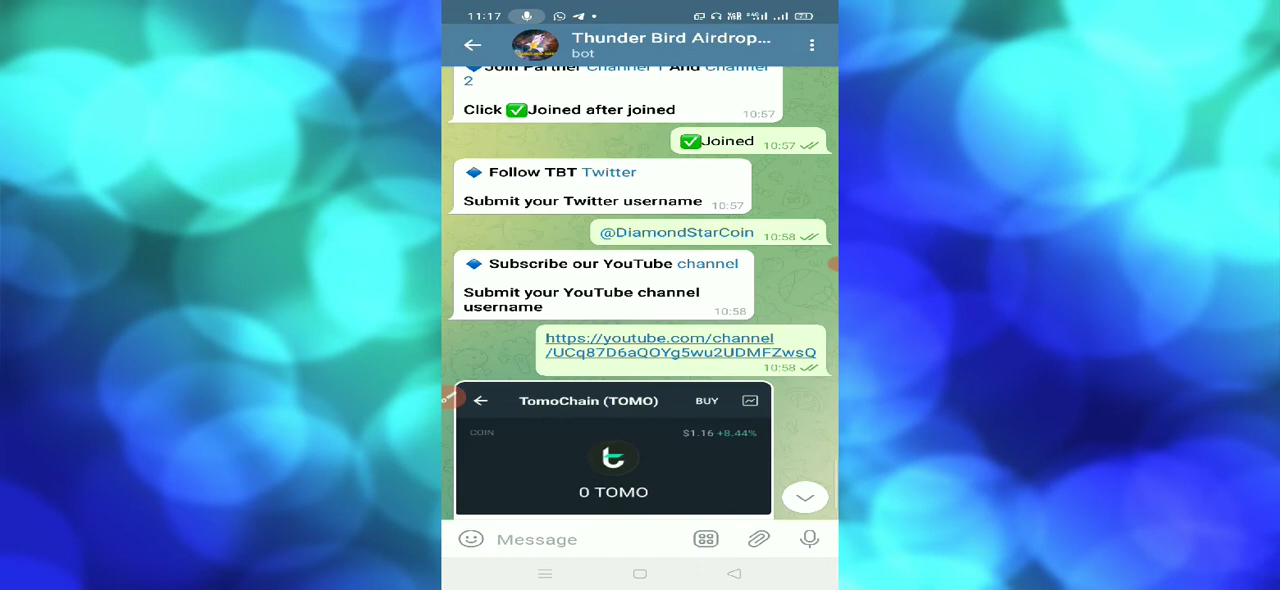 11:17
Thunder Bird Airdrop...
bot
Join Partner Channel 1 And Channel
2
Click ✅Joined after joined
10:57
✅Joined 10:57
Follow TBT Twitter
Submit your Twitter username 10:57
@DiamondStarCoin 10:58
Subscribe our YouTube channel
Submit your YouTube channel
username 10:58
https://youtube.com/channel
/UCq87D6aQOYg5wu2UDMFZwsQ
10:58
TomoChain (TOMO) BUY
COIN $1.16 +8.44%
0 TOMO
Message